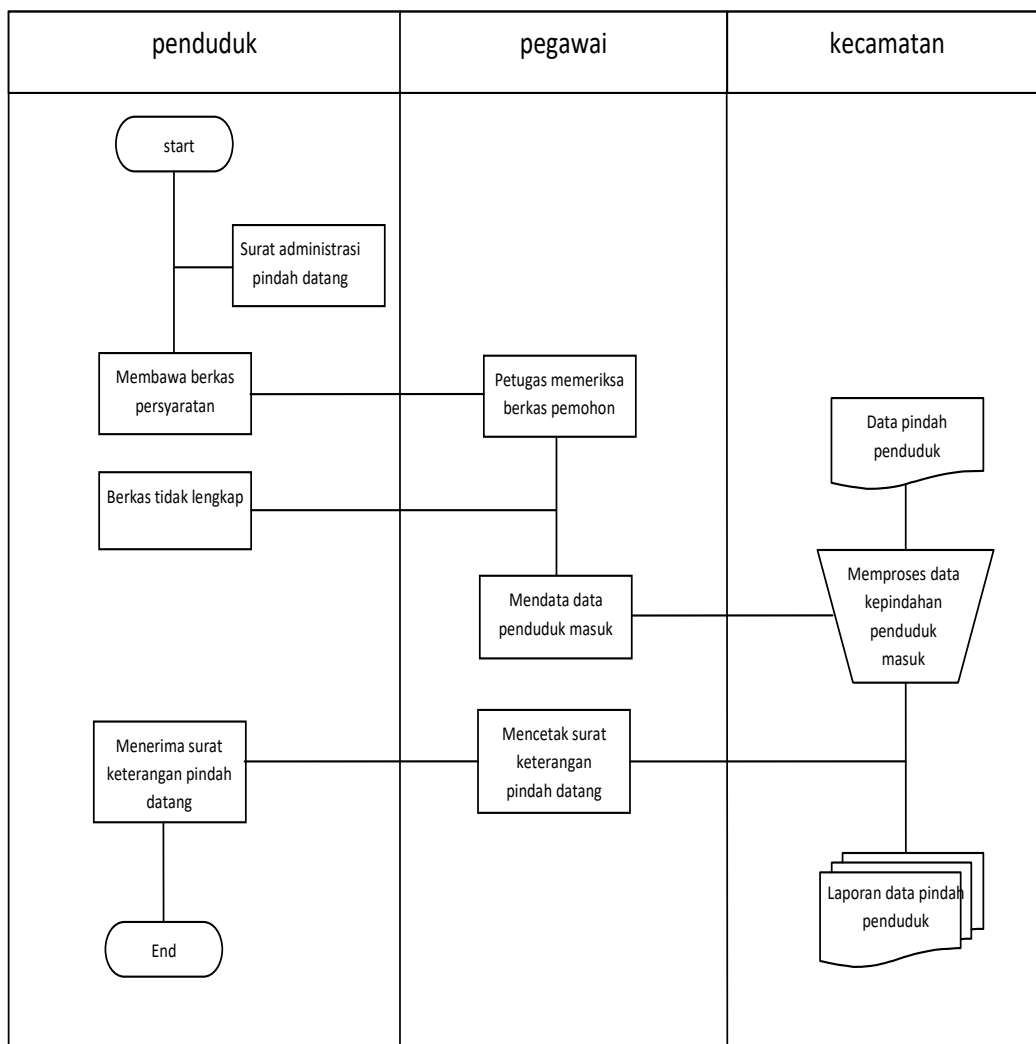 penduduk
pegawai
kecamatan
start
Surat administrasi
pindah datang
Membawa berkas
persyaratan
Petugas memeriksa
berkas pemohon
Data pindah
penduduk
Berkas tidak lengkap
Memproses data
kepindahan
penduduk
masuk
Mendata data
penduduk masuk
Menerima surat
keterangan pindah
datang
Mencetak surat
keterangan
pindah datang
Laporan data pindah
penduduk
End